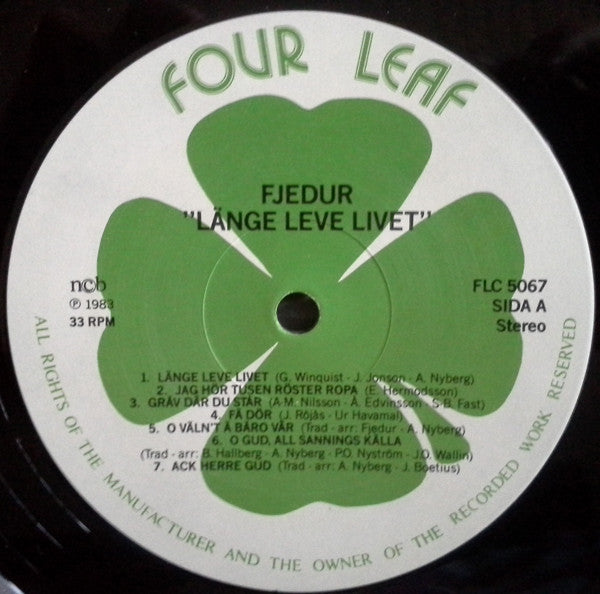 FOUR LEAF
FJEDUR
"LÄNGE LEVE LIVET"
ncb
℗ 1983
33 RPM
FLC 5067
SIDA A
Stereo
1. LÄNGE LEVE LIVET (G. Winquist - J. Jonson - A. Nyberg)
2. JAG HÖR TUSEN RÖSTER ROPA (E. Hermodsson)
3. GRÄV DÄR DU STÅR (A-M. Nilsson - Å. Edvinsson - S-B. Fast)
4. FÅ DÖR (J. Röjås - Ur Havamal)
5. O VÄLN'T Å BÄRO VÅR (Trad - arr: Fjedur - A. Nyberg)
6. O GUD, ALL SANNINGS KÄLLA
(Trad - arr: B. Hallberg - A. Nyberg - P.O. Nyström - J.O. Wallin)
7. ACK HERRE GUD (Trad - arr: A. Nyberg - J. Boëtius)
ALL RIGHTS OF THE MANUFACTURER AND THE OWNER OF THE RECORDED WORK RESERVED